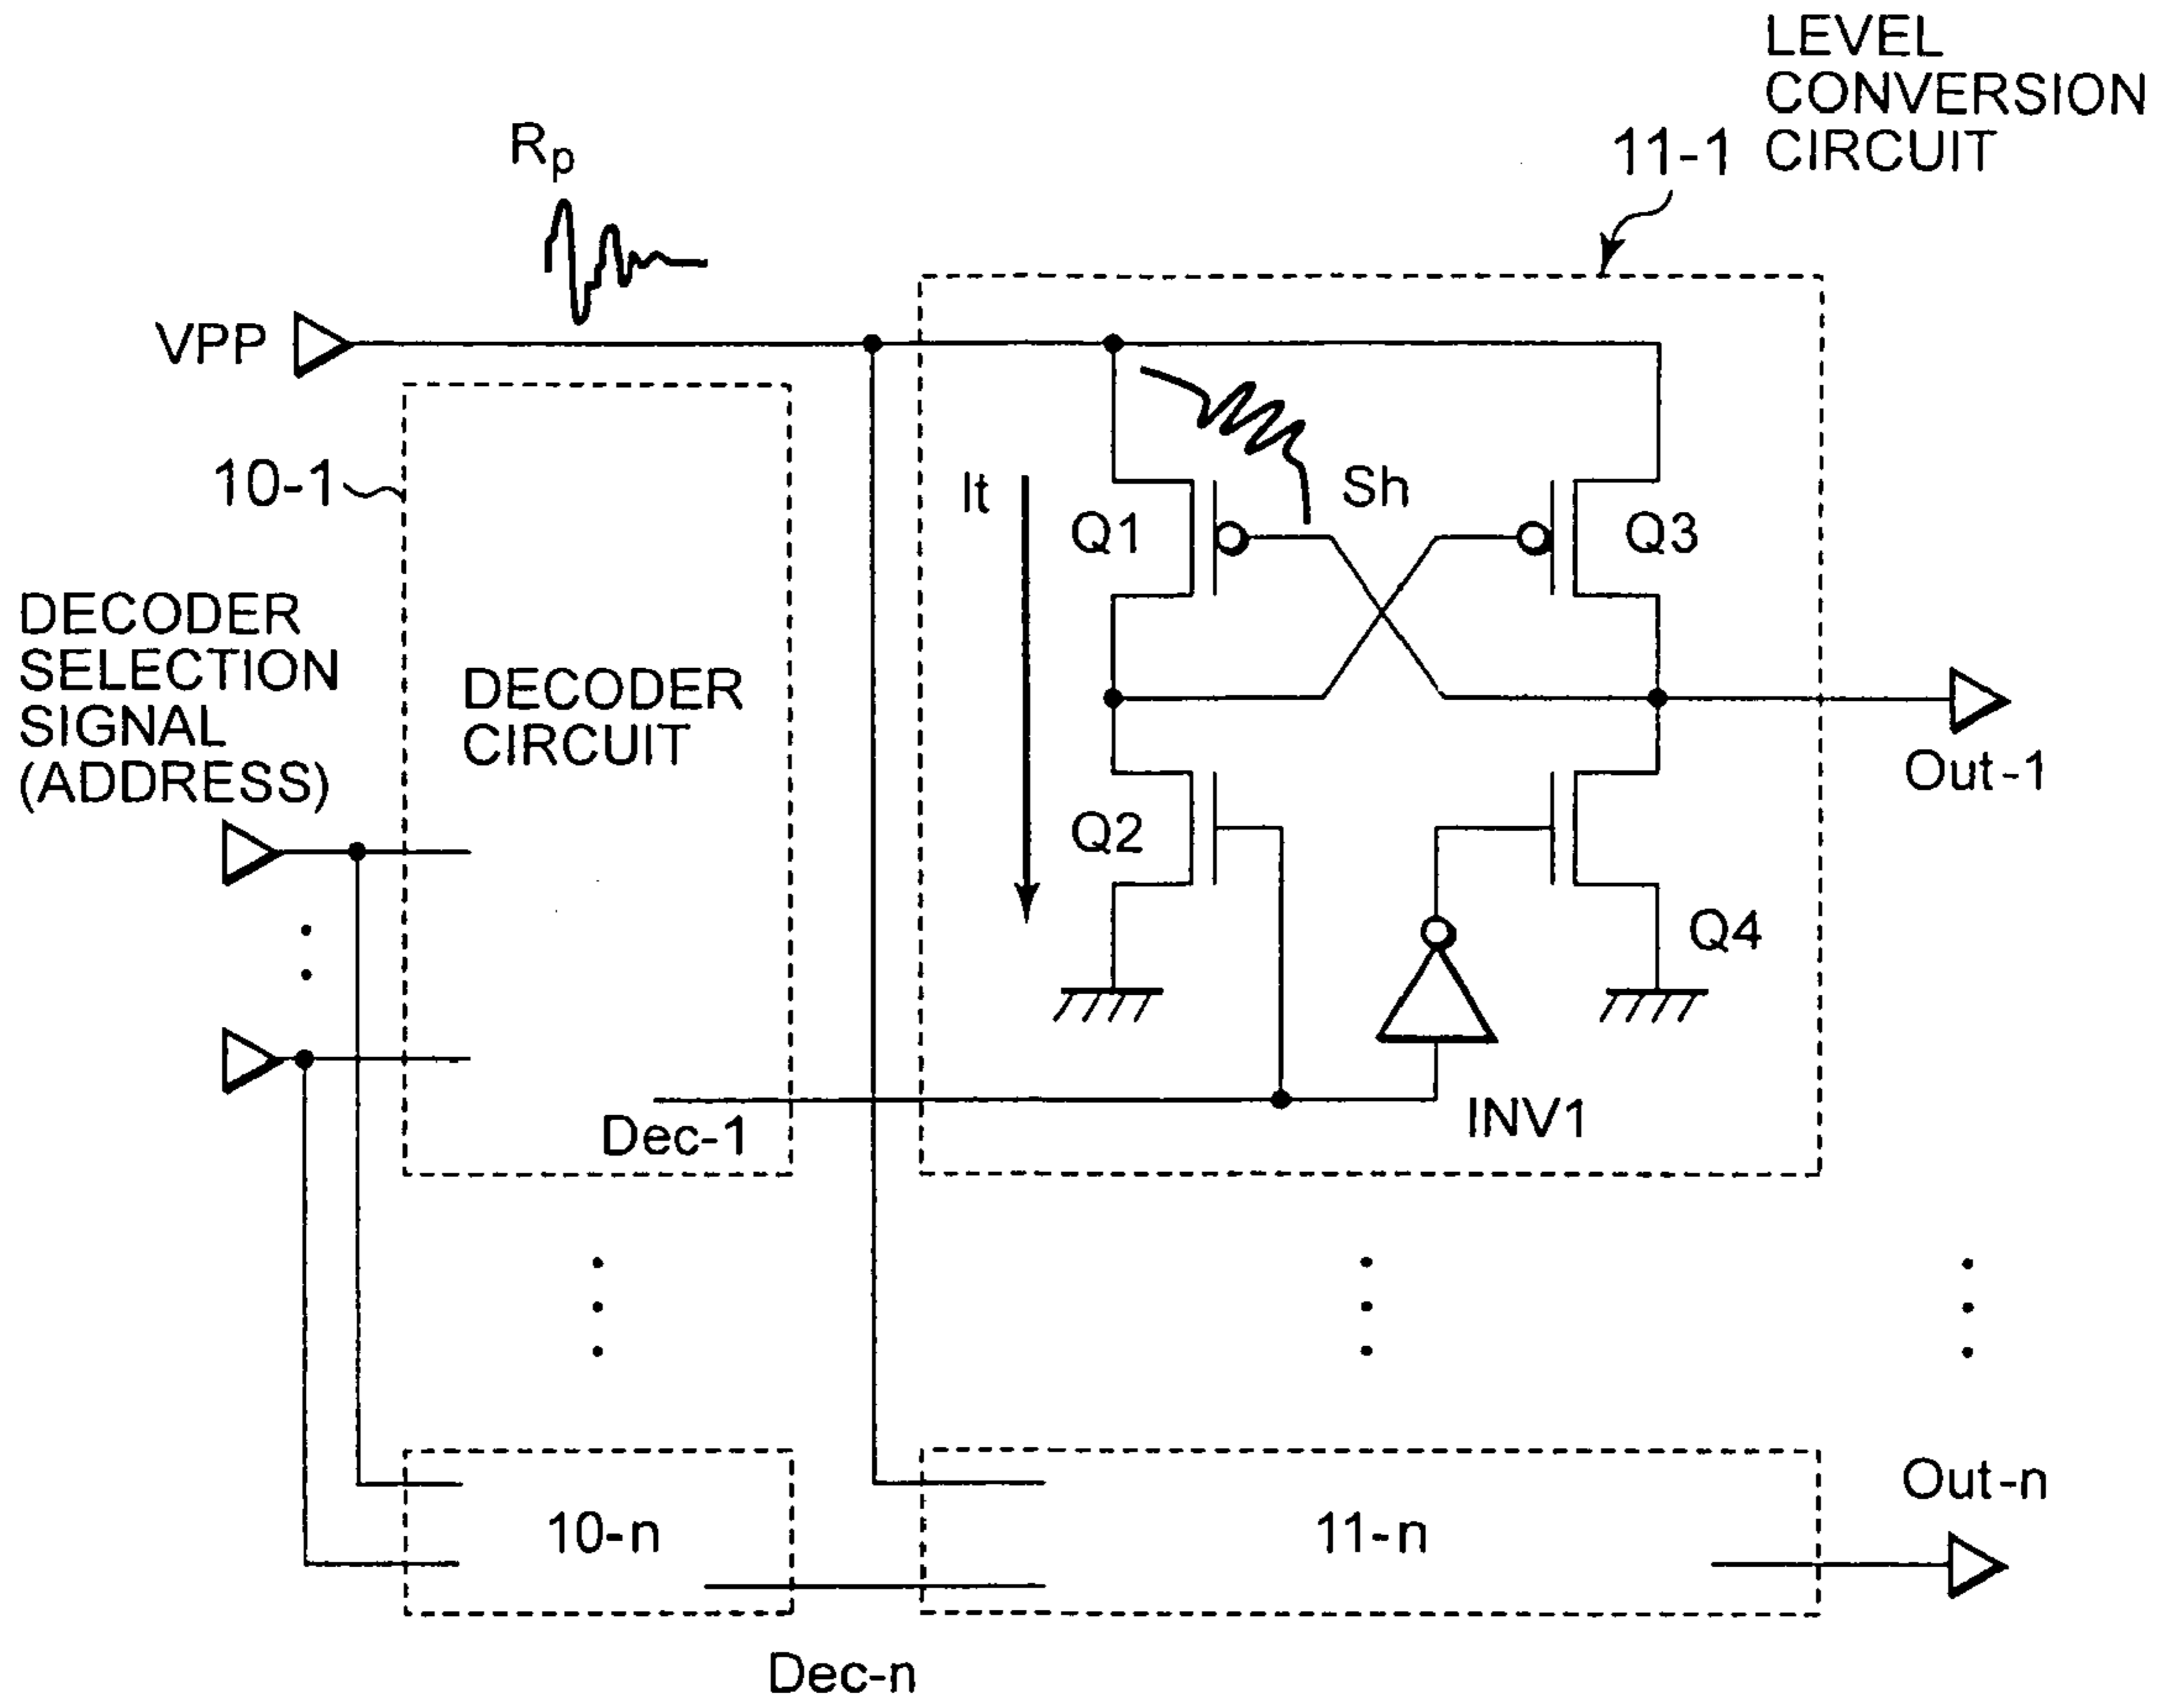 LEVEL
CONVERSION
CIRCUIT
11-1
Rp
VPP
10-1
It
Sh
Q1
Q3
DECODER
SELECTION
SIGNAL
(ADDRESS)
DECODER
CIRCUIT
Out-1
Q2
Q4
Dec-1
INV1
10-n
11-n
Out-n
Dec-n